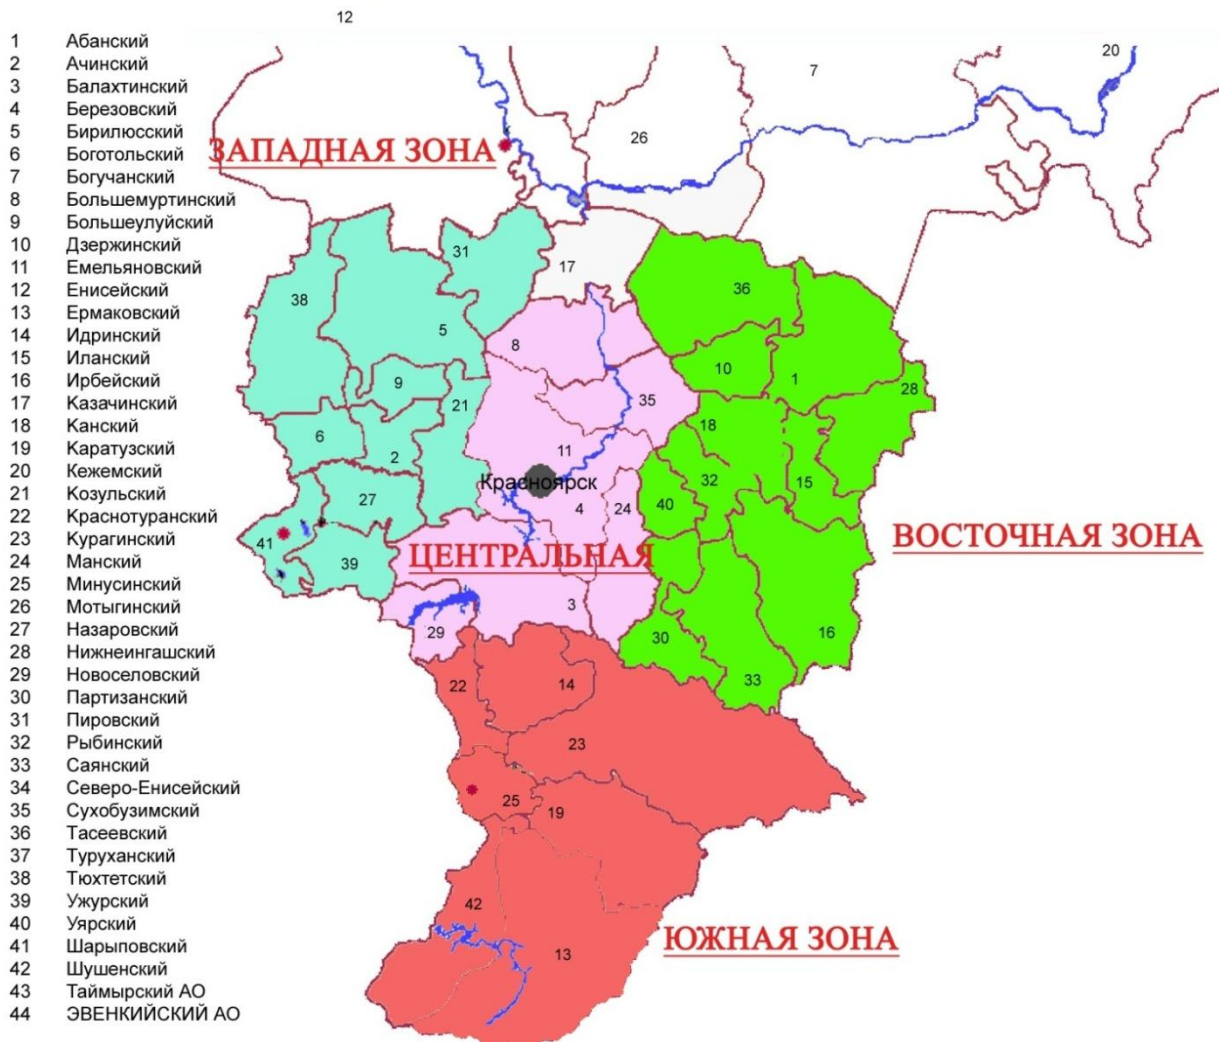 12
1 Абанский
2 Ачинский
3 Балахтинский
4 Березовский
5 Бирилюсский
6 Боготольский
7 Богучанский
8 Большемуртинский
9 Большеулуйский
10 Дзержинский
11 Емельяновский
12 Енисейский
13 Ермаковский
14 Идринский
15 Иланский
16 Ирбейский
17 Казачинский
18 Канский
19 Каратузский
20 Кежемский
21 Козульский
22 Краснотуранский
23 Курагинский
24 Манский
25 Минусинский
26 Мотыгинский
27 Назаровский
28 Нижнеингашский
29 Новоселовский
30 Партизанский
31 Пировский
32 Рыбинский
33 Саянский
34 Северо-Енисейский
35 Сухобузимский
36 Тасеевский
37 Туруханский
38 Тюхтетский
39 Ужурский
40 Уярский
41 Шарыповский
42 Шушенский
43 Таймырский АО
44 ЭВЕНКИЙСКИЙ АО
20
7
26
ЗАПАДНАЯ ЗОНА
31
17
38
36
5
8
10
1
28
9
21
35
6
2
11
18
Красноярск
32
15
27
4
24
40
41
39
ЦЕНТРАЛЬНАЯ
ВОСТОЧНАЯ ЗОНА
3
29
30
16
22
14
33
23
25
19
42
13
ЮЖНАЯ ЗОНА